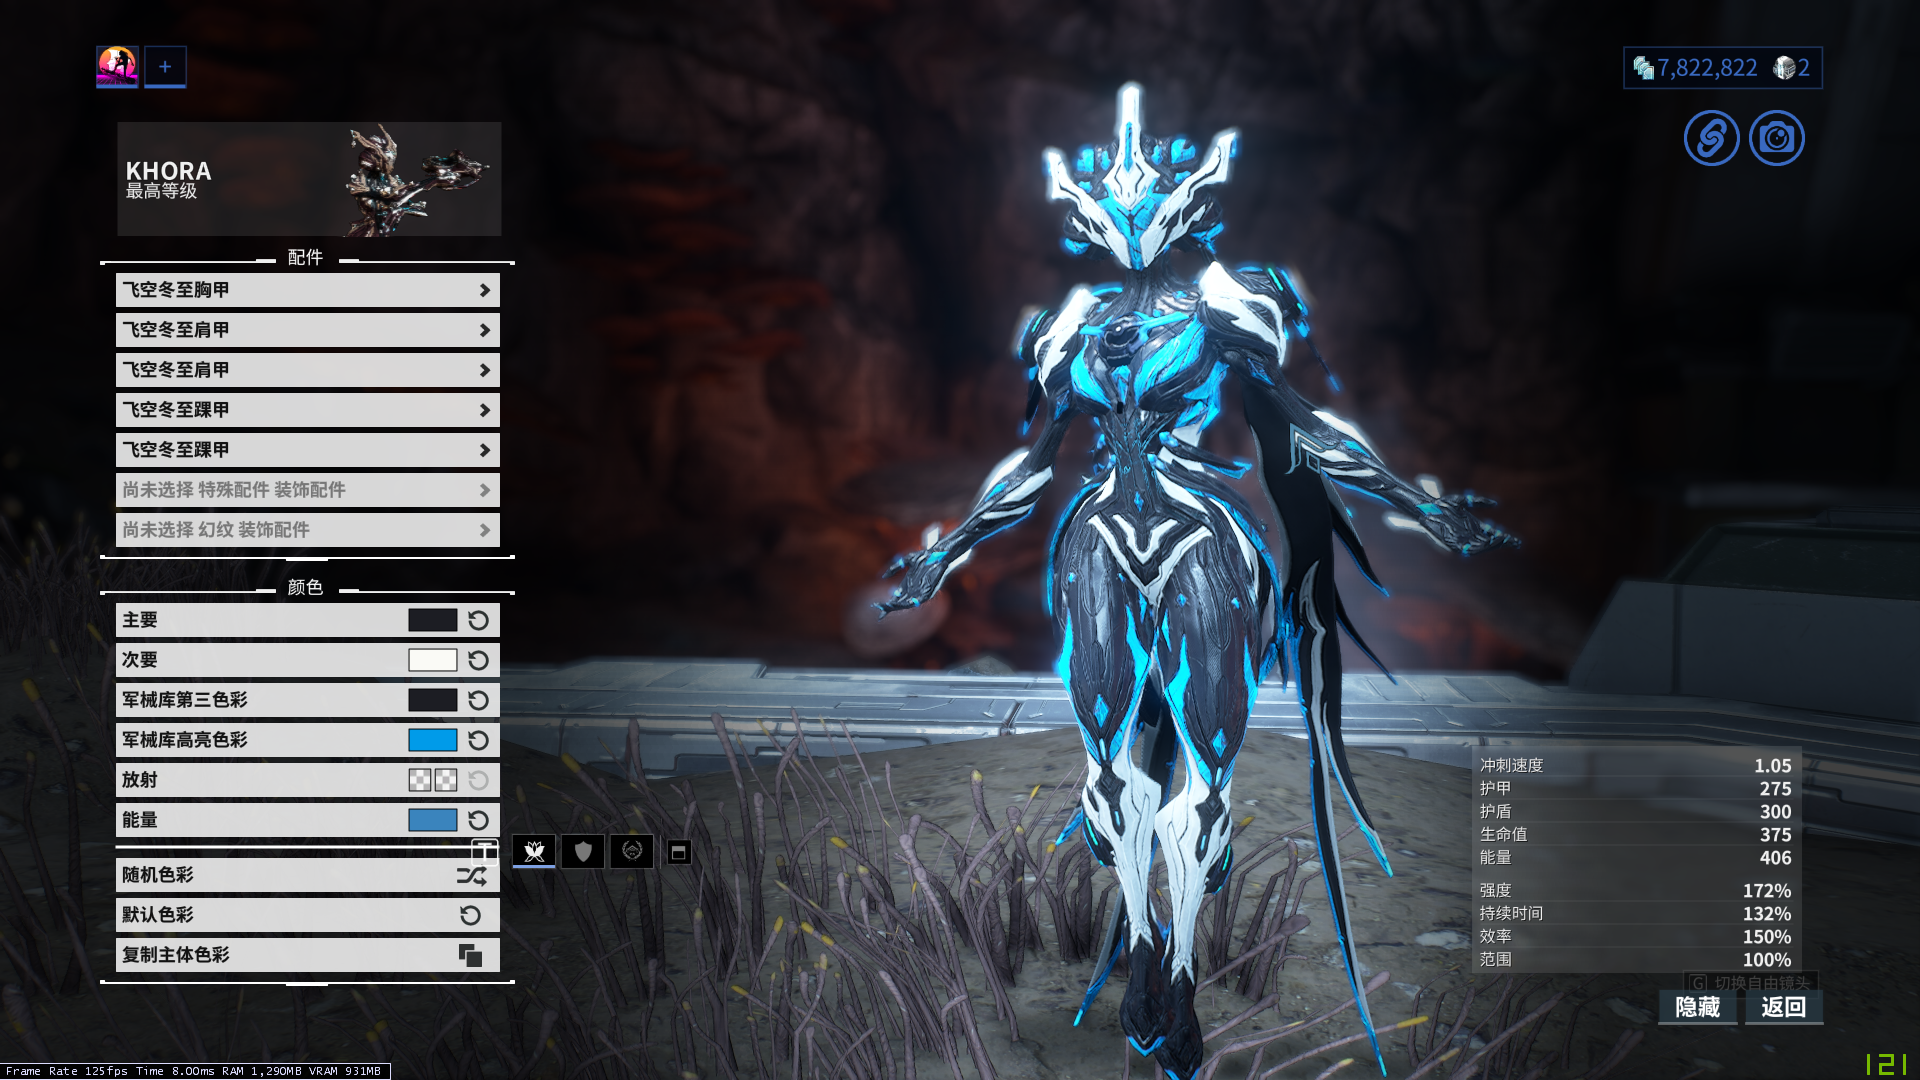 7,822,822 2
KHORA
最高等级
配件
飞空冬至胸甲
飞空冬至肩甲
飞空冬至肩甲
飞空冬至踝甲
飞空冬至踝甲
尚未选择 特殊配件 装饰配件
尚未选择 幻纹 装饰配件
颜色
主要
次要
军械库第三色彩
军械库高亮色彩
放射
能量
T
随机色彩
默认色彩
复制主体色彩
冲刺速度 1.05
护甲 275
护盾 300
生命值 375
能量 406
强度 172%
持续时间 132%
效率 150%
范围 100%
G 切换自由镜头
隐藏 返回
Frame Rate 125fps Time 8.00ms RAM 1,290MB VRAM 931MB
121